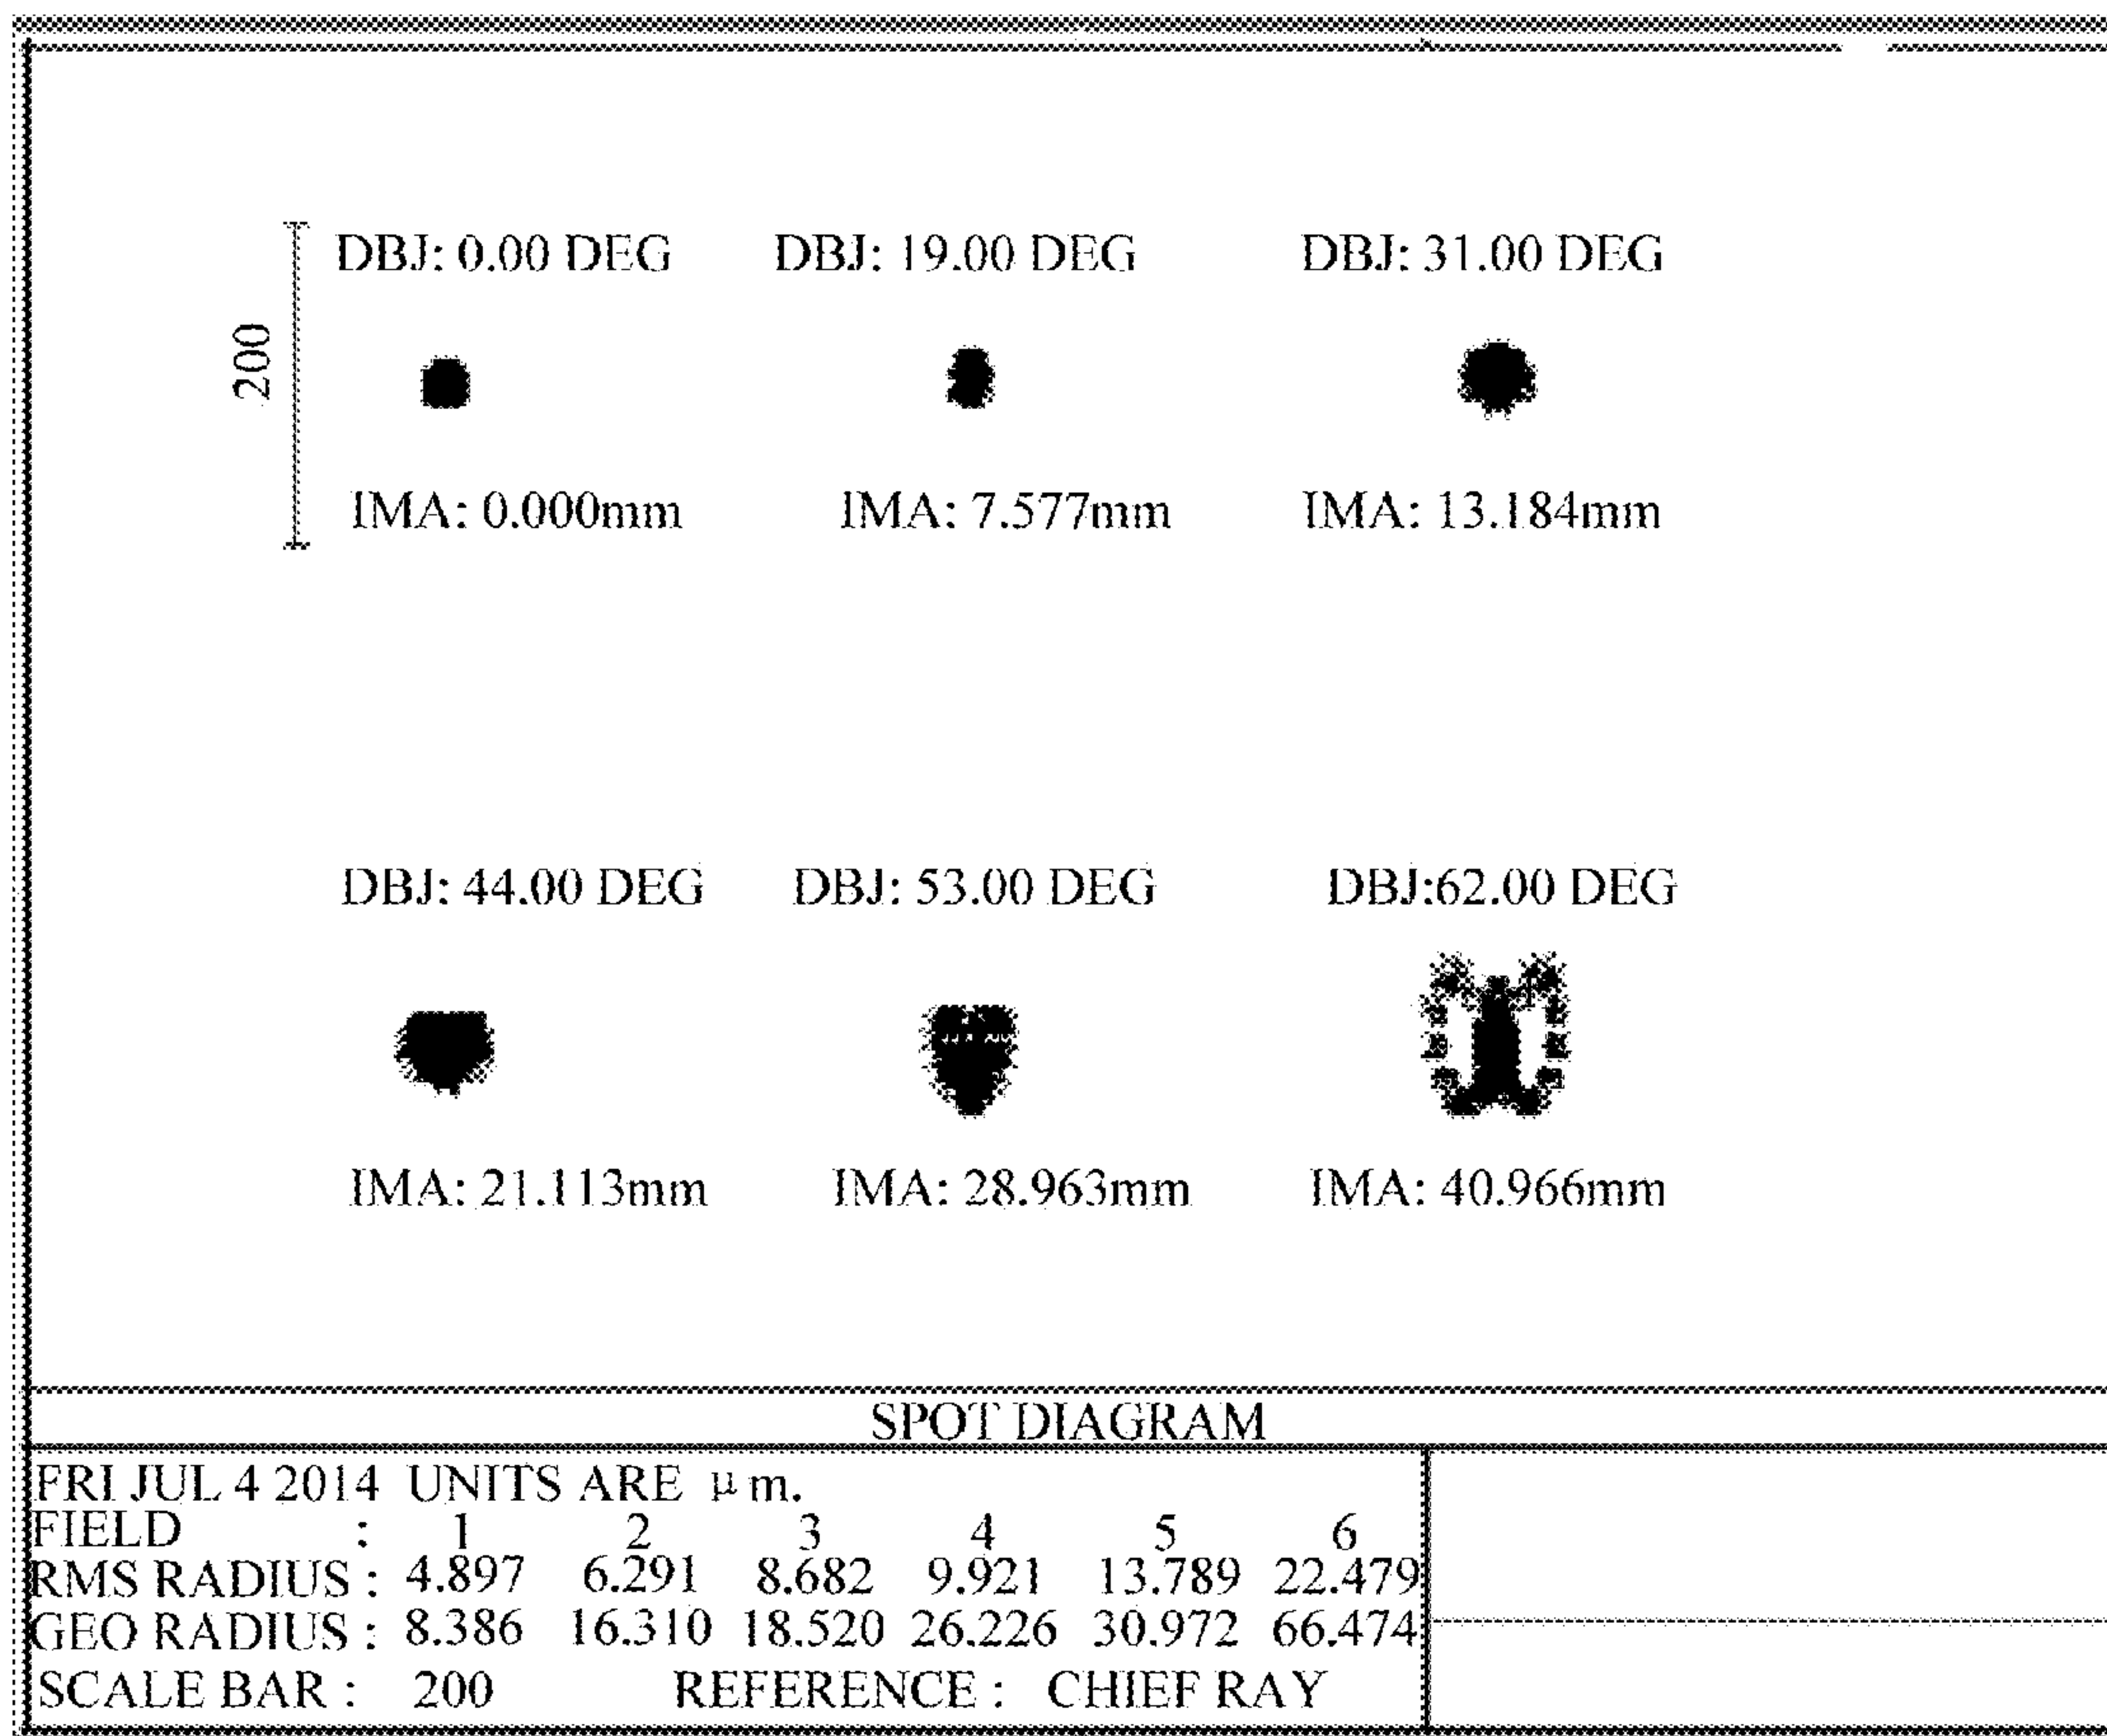 DBJ: 0.00 DEG DBJ: 19.00 DEG DBJ: 31.00 DEG
200
IMA: 0.000mm IMA: 7.577mm IMA: 13.184mm
DBJ: 44.00 DEG DBJ: 53.00 DEG DBJ:62.00 DEG
IMA: 21.113mm IMA: 28.963mm IMA: 40.966mm
SPOT DIAGRAM
FRI JUL 4 2014 UNITS ARE μm.
FIELD : 1 2 3 4 5 6
RMS RADIUS : 4.897 6.291 8.682 9.921 13.789 22.479
GEO RADIUS : 8.386 16.310 18.520 26.226 30.972 66.474
SCALE BAR : 200 REFERENCE : CHIEF RAY